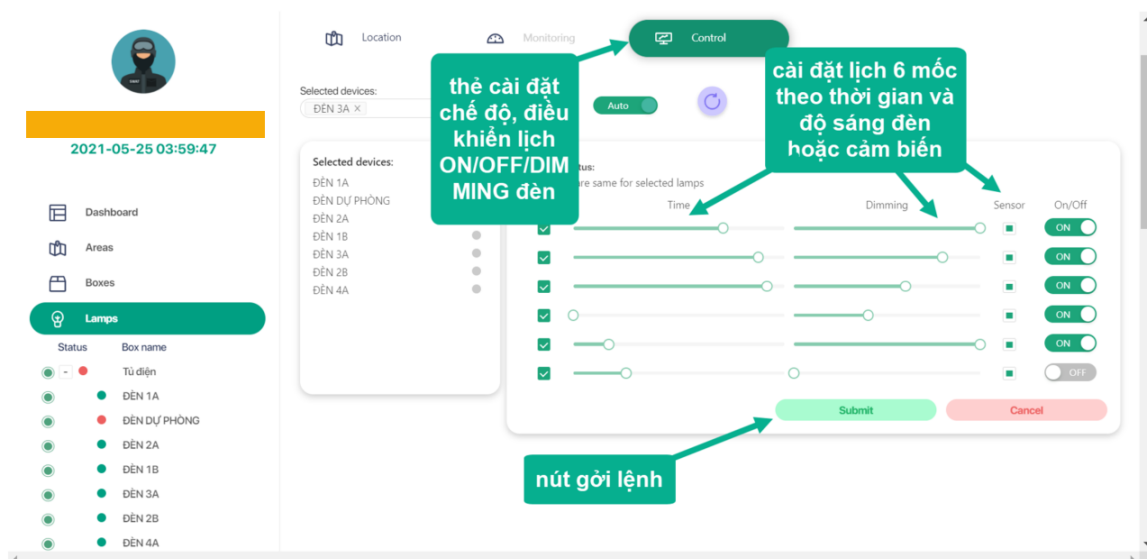 Location
Monitoring
Control
Selected devices:
ĐÈN 3A ×
Auto
thẻ cài đặt
chế độ, điều
khiển lịch
ON/OFF/DIM
MING đèn
cài đặt lịch 6 mốc
theo thời gian và
độ sáng đèn
hoặc cảm biến
2021-05-25 03:59:47
Dashboard
Areas
Boxes
Lamps
Status Box name
Tủ điện
ĐÈN 1A
ĐÈN DỰ PHÒNG
ĐÈN 2A
ĐÈN 1B
ĐÈN 3A
ĐÈN 2B
ĐÈN 4A
Selected devices:
ĐÈN 1A
ĐÈN DỰ PHÒNG
ĐÈN 2A
ĐÈN 1B
ĐÈN 3A
ĐÈN 2B
ĐÈN 4A
same for selected lamps
Time Dimming Sensor On/Off
ON
ON
ON
ON
ON
OFF
Submit Cancel
nút gởi lệnh